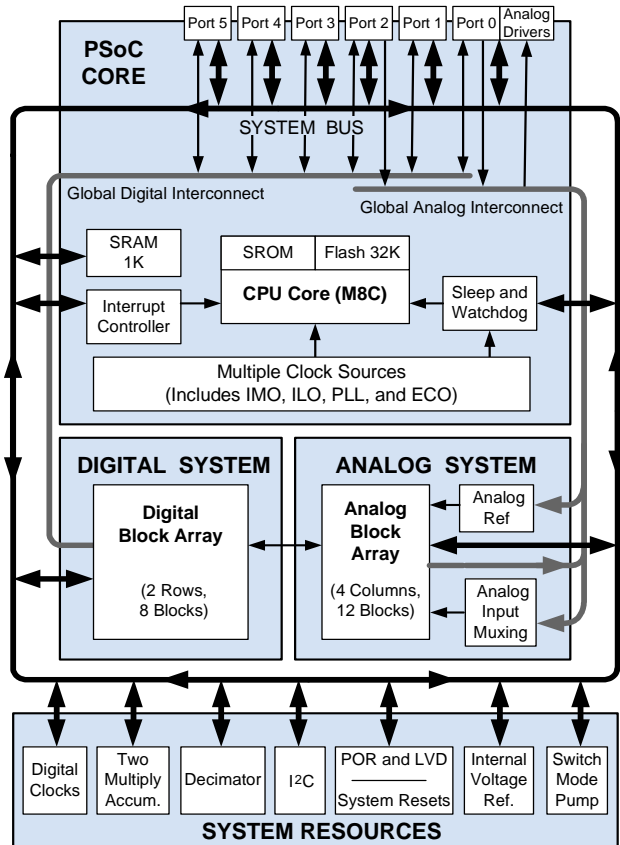 Port 5 Port 4 Port 3 Port 2 Port 1 Port 0 Analog
Drivers
PSoC
CORE
SYSTEM BUS
Global Digital Interconnect
Global Analog Interconnect
SRAM
1K
SROM Flash 32K
CPU Core (M8C)
Interrupt
Controller
Sleep and
Watchdog
Multiple Clock Sources
(Includes IMO, ILO, PLL, and ECO)
DIGITAL SYSTEM
ANALOG SYSTEM
Digital
Block Array
(2 Rows,
8 Blocks)
Analog
Block
Array
(4 Columns,
12 Blocks)
Analog
Ref
Analog
Input
Muxing
Digital
Clocks
Two
Multiply
Accum.
Decimator
I²C
POR and LVD
System Resets
Internal
Voltage
Ref.
Switch
Mode
Pump
SYSTEM RESOURCES